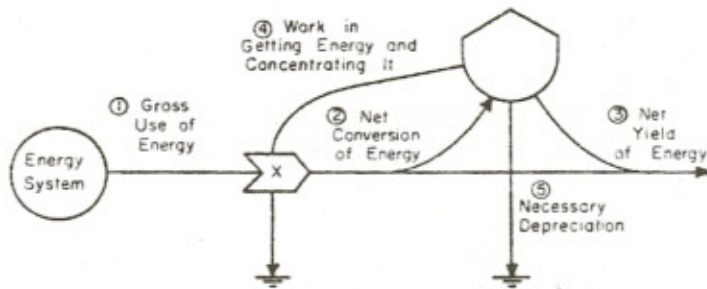 ④ Work in
Getting Energy and
Concentrating It
① Gross
Use of
Energy
② Net
Conversion
of Energy
③ Net
Yield
of Energy
Energy
System
X
⑤
Necessary
Depreciation